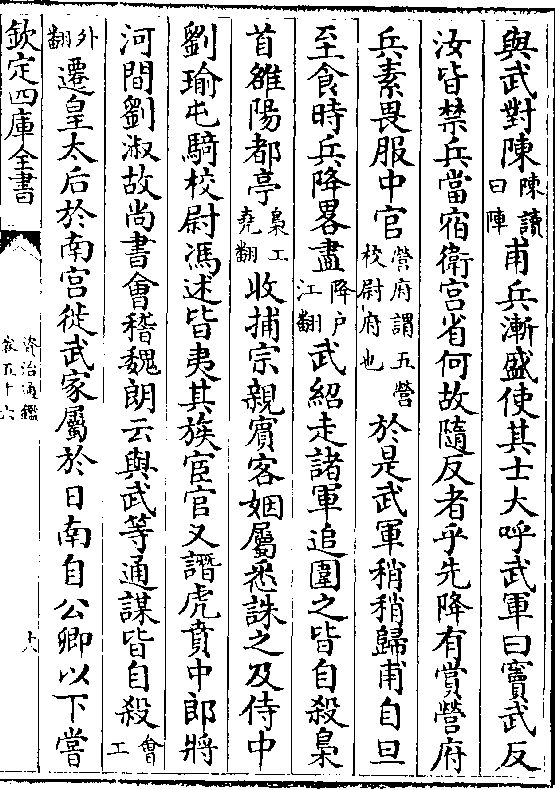 與武對陳陳讀曰陣甫兵漸盛使其士大呼武軍曰竇武反
汝皆禁兵當宿衛宫省何故隨反者乎先降有賞營府
兵素畏服中官營府謂五營校尉府也於是武軍稍稍歸甫自旦
至食時兵降畧盡降户江翻武紹走諸軍追圍之皆自殺梟
首雒陽都亭梟工堯翻收捕宗親賓客姻屬悉誅之及侍中
劉瑜屯騎校尉馮述皆夷其族宦官又譖虎賁中郎將
河間劉淑故尚書會稽魏朗云與武等通謀皆自殺會工
外翻遷皇太后於南宫徙武家屬於日南自公卿以下嘗
欽定四庫全書
資治通鑑
卷五十六
十八